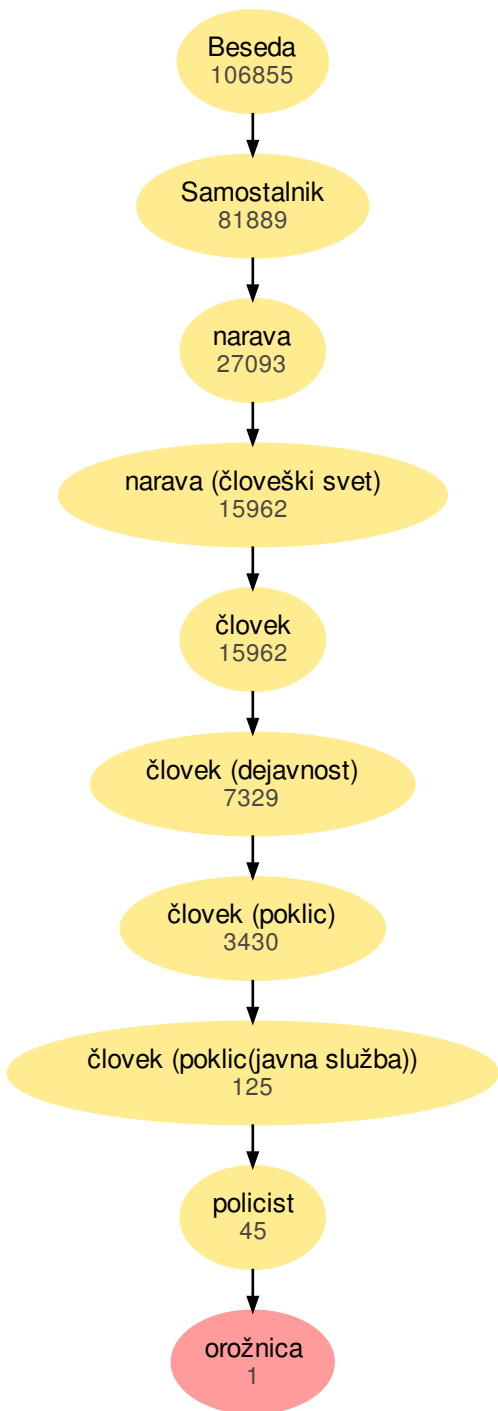 Beseda
106855
Samostalnik
81889
narava
27093
narava (človeški svet)
15962
človek
15962
človek (dejavnost)
7329
človek (poklic)
3430
človek (poklic(javna služba))
125
policist
45
orožnica
1